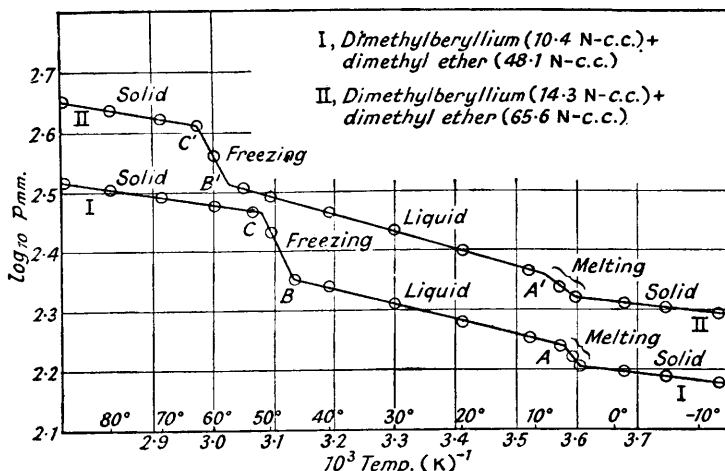 I, Dimethylberyllium (10·4 N-c.c.)+
dimethyl ether (48·1 N-c.c.)
II, Dimethylberyllium (14·3 N-c.c.)+
dimethyl ether (65·6 N-c.c.)
2·7
2·6
2·5
2·4
2·3
2·2
2·1
log₁₀ Pmm.
Solid
II
C'
Freezing
B'
Solid
I
C
Freezing
B
Liquid
Melting
A'
Solid
II
Liquid
Melting
A
Solid
I
80° 70° 60° 50° 40° 30° 20° 10° 0° -10°
2·9 3·0 3·1 3·2 3·3 3·4 3·5 3·6 3·7
10³ Temp. (K)⁻¹